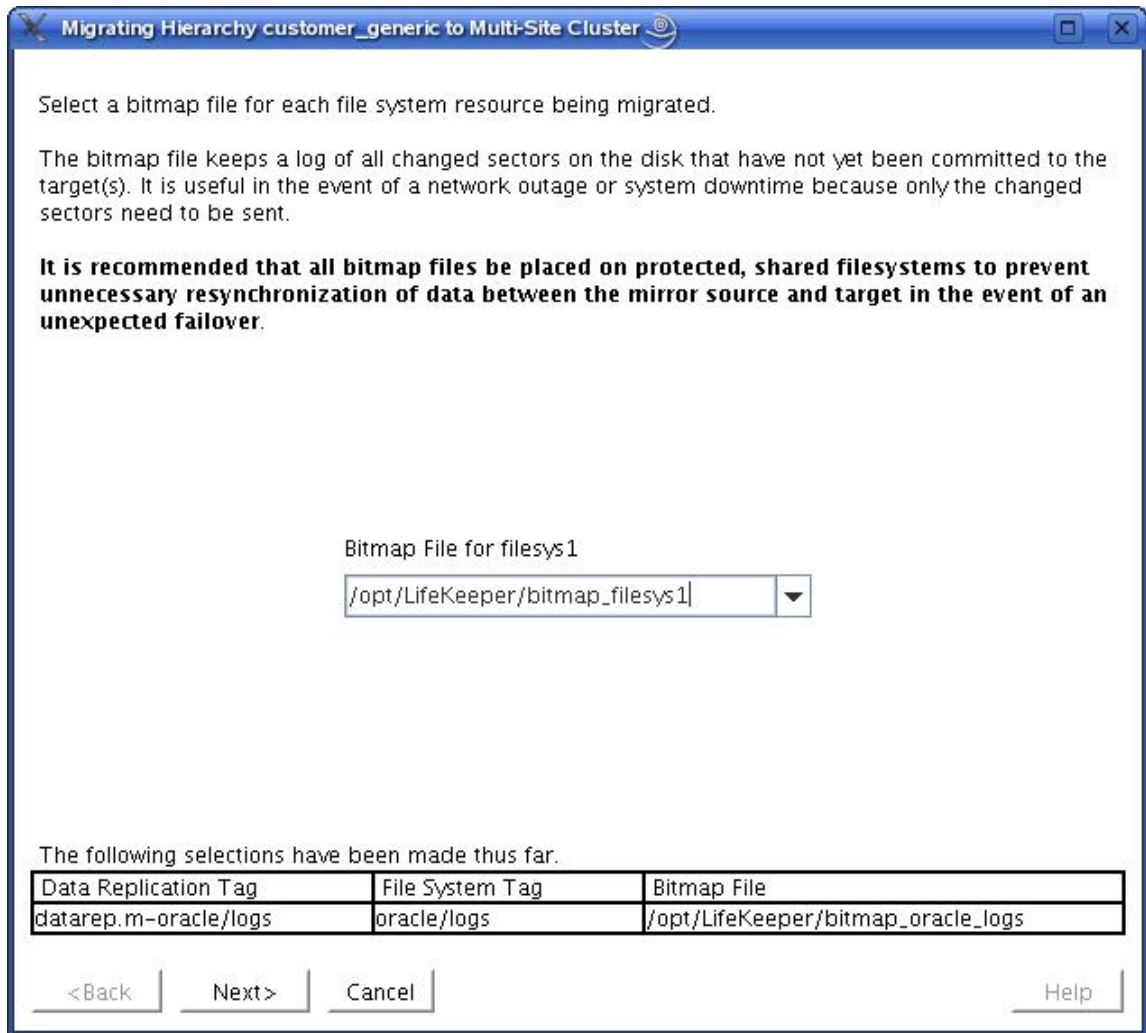 Migrating Hierarchy customer_generic to Multi-Site Cluster
Select a bitmap file for each file system resource being migrated.
The bitmap file keeps a log of all changed sectors on the disk that have not yet been committed to the
target(s). It is useful in the event of a network outage or system downtime because only the changed
sectors need to be sent.
It is recommended that all bitmap files be placed on protected, shared filesystems to prevent
unnecessary resynchronization of data between the mirror source and target in the event of an
unexpected failover.
Bitmap File for filesys1
/opt/LifeKeeper/bitmap_filesys1
The following selections have been made thus far.
Data Replication Tag File System Tag Bitmap File
datarep.m-oracle/logs oracle/logs /opt/LifeKeeper/bitmap_oracle_logs
<Back Next> Cancel Help